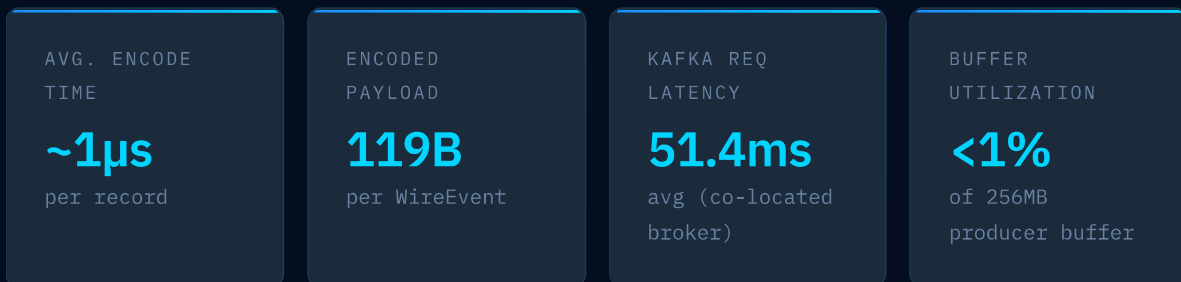 AVG. ENCODE
TIME
~1µs
per record
ENCODED
PAYLOAD
119B
per WireEvent
KAFKA REQ
LATENCY
51.4ms
avg (co-located
broker)
BUFFER
UTILIZATION
<1%
of 256MB
producer buffer